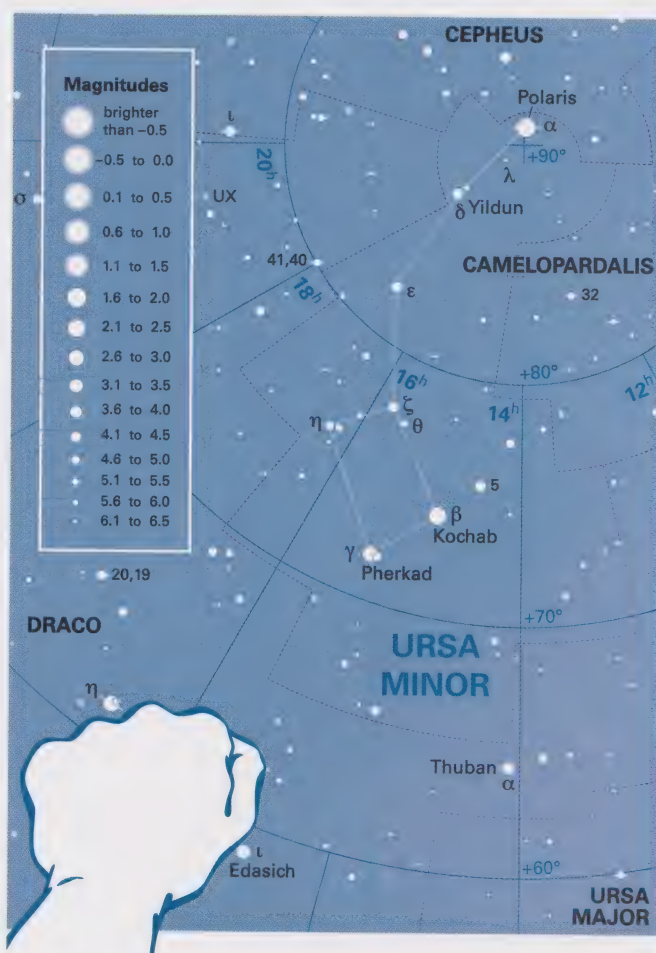 CEPHEUS
Magnitudes
brighter
than –0.5
–0.5 to 0.0
0.1 to 0.5
0.6 to 1.0
1.1 to 1.5
1.6 to 2.0
2.1 to 2.5
2.6 to 3.0
3.1 to 3.5
3.6 to 4.0
4.1 to 4.5
4.6 to 5.0
5.1 to 5.5
5.6 to 6.0
6.1 to 6.5
ι
Polaris
α
+90°
20h
λ
σ
UX
δ Yildun
41,40
CAMELOPARDALIS
18h
ε
32
+80°
16h
12h
ζ
14h
η
θ
5
β
Kochab
γ
Pherkad
20,19
+70°
DRACO
URSA
MINOR
η
Thuban
α
ι
Edasich
+60°
URSA
MAJOR